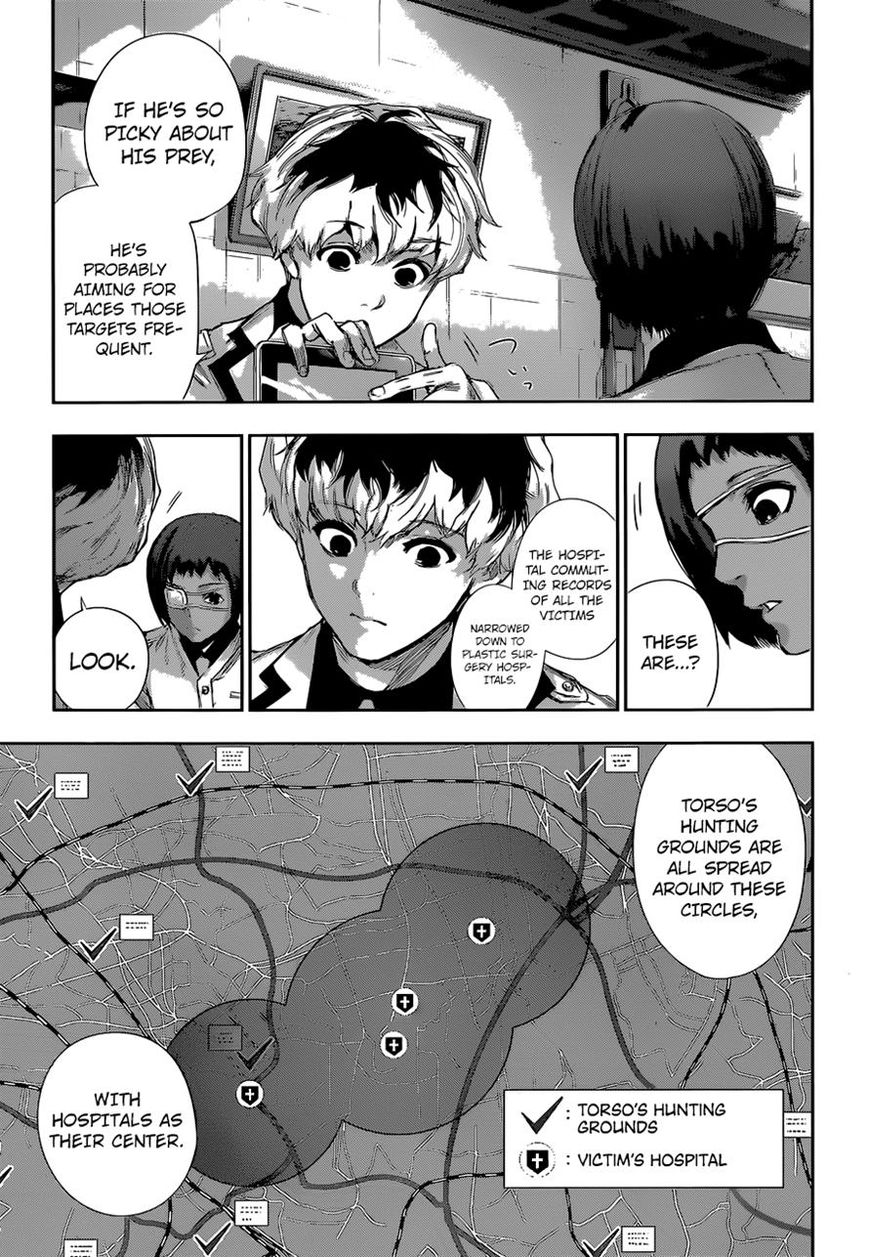 IF HE'S SO
PICKY ABOUT
HIS PREY,
HE'S
PROBABLY
AIMING FOR
PLACES THOSE
TARGETS FRE-
QUENT.
THESE
ARE...?
THE HOSPI-
TAL COMMUT-
ING RECORDS
OF ALL THE
VICTIMS
NARROWED
DOWN TO
PLASTIC SUR-
GERY HOSP-
ITALS.
LOOK.
TORSO'S
HUNTING
GROUNDS ARE
ALL SPREAD
AROUND THESE
CIRCLES,
WITH
HOSPITALS AS
THEIR CENTER.
: TORSO'S HUNTING
GROUNDS
: VICTIM'S HOSPITAL